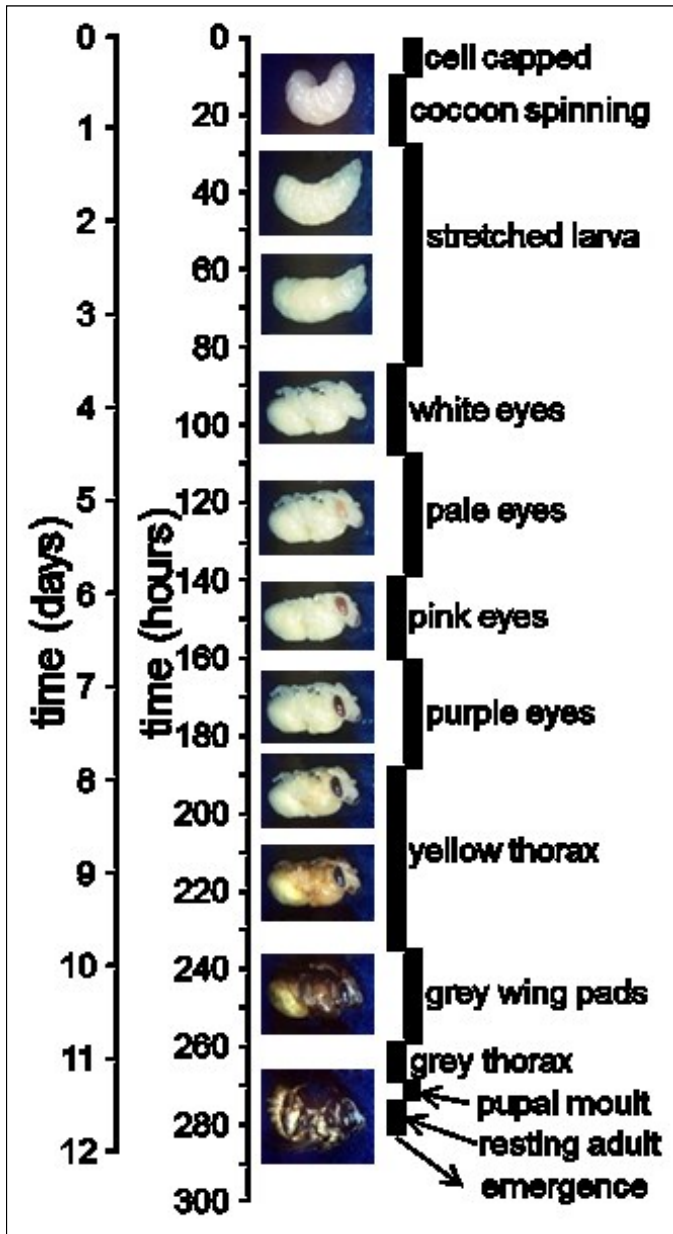 0
1
2
3
4
5
6
7
8
9
10
11
12
time (days)
0
20
40
60
80
100
120
140
160
180
200
220
240
260
280
300
time (hours)
cell capped
cocoon spinning
stretched larva
white eyes
pale eyes
pink eyes
purple eyes
yellow thorax
grey wing pads
grey thorax
pupal moult
resting adult
emergence